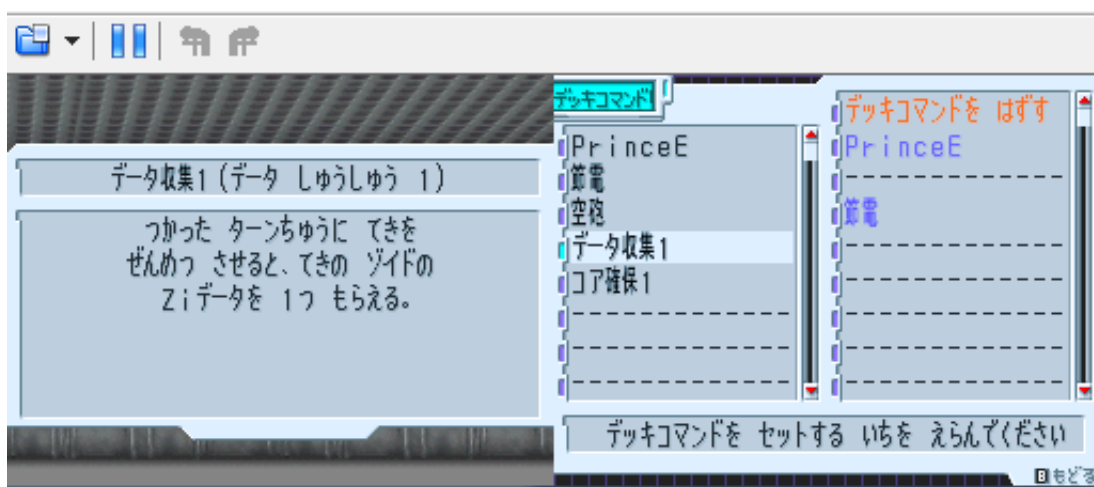 データ収集1(データ しゅうしゅう 1)
つかった ターンちゅうに てきを
ぜんめつ させると、てきの ゾイドの
Ziデータを 1つ もらえる。
デッキコマンド
PrinceE
節電
空砲
データ収集1
コア確保1
--------------
--------------
--------------
デッキコマンドを はずす
PrinceE
--------------
節電
--------------
--------------
--------------
--------------
--------------
デッキコマンドを セットする いちを えらんでください
Bもどす